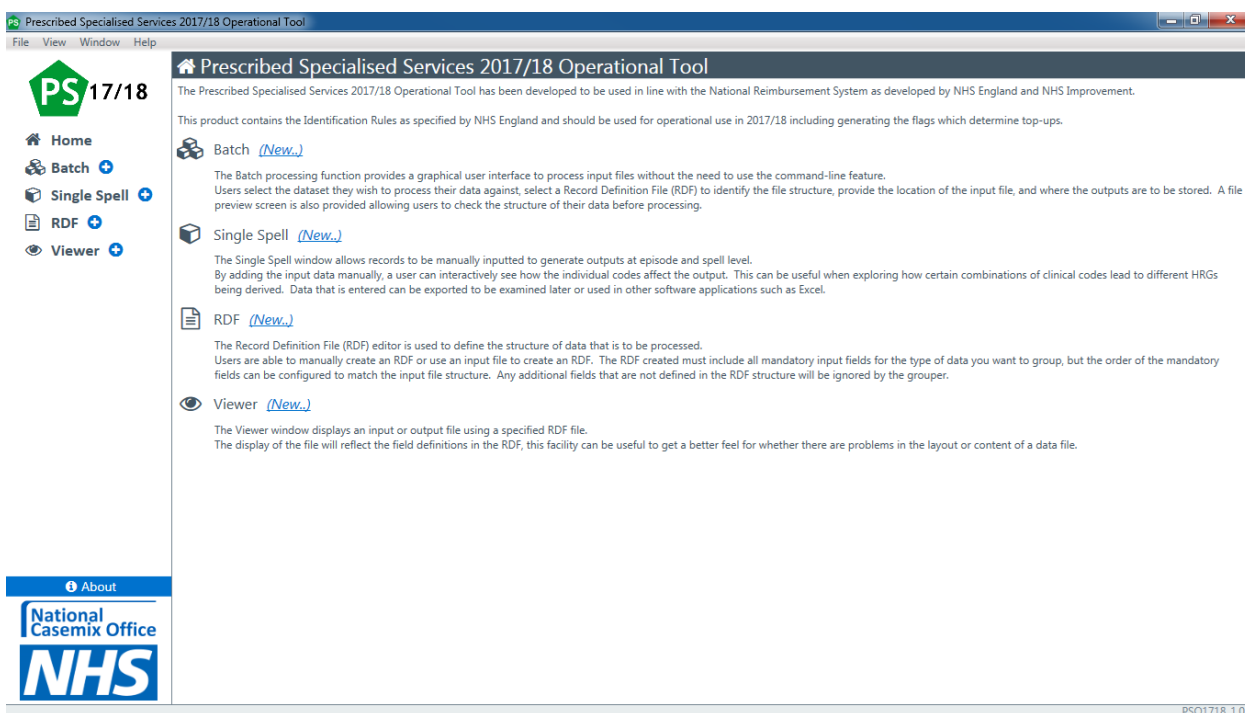 Prescribed Specialised Services 2017/18 Operational Tool
File View Window Help
PS 17/18
Home
Batch
Single Spell
RDF
Viewer
Prescribed Specialised Services 2017/18 Operational Tool
The Prescribed Specialised Services 2017/18 Operational Tool has been developed to be used in line with the National Reimbursement System as developed by NHS England and NHS Improvement.
This product contains the Identification Rules as specified by NHS England and should be used for operational use in 2017/18 including generating the flags which determine top-ups.
Batch (New..)
The Batch processing function provides a graphical user interface to process input files without the need to use the command-line feature.
Users select the dataset they wish to process their data against, select a Record Definition File (RDF) to identify the file structure, provide the location of the input file, and where the outputs are to be stored. A file
preview screen is also provided allowing users to check the structure of their data before processing.
Single Spell (New..)
The Single Spell window allows records to be manually inputted to generate outputs at episode and spell level.
By adding the input data manually, a user can interactively see how the individual codes affect the output. This can be useful when exploring how certain combinations of clinical codes lead to different HRGs
being derived. Data that is entered can be exported to be examined later or used in other software applications such as Excel.
RDF (New..)
The Record Definition File (RDF) editor is used to define the structure of data that is to be processed.
Users are able to manually create an RDF or use an input file to create an RDF. The RDF created must include all mandatory input fields for the type of data you want to group, but the order of the mandatory
fields can be configured to match the input file structure. Any additional fields that are not defined in the RDF structure will be ignored by the grouper.
Viewer (New..)
The Viewer window displays an input or output file using a specified RDF file.
The display of the file will reflect the field definitions in the RDF, this facility can be useful to get a better feel for whether there are problems in the layout or content of a data file.
About
National
Casemix Office
NHS
PSO1718_1.0